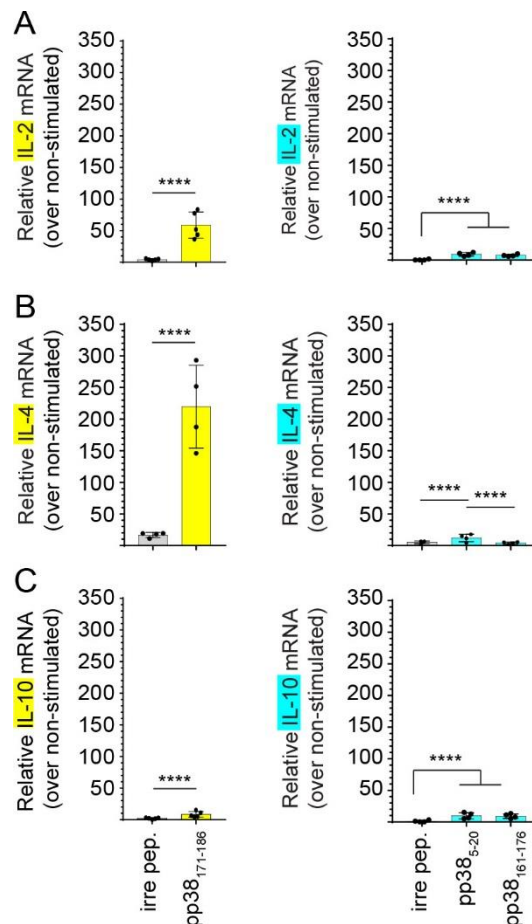 A
Relative IL-2 mRNA
(over non-stimulated)
350
300
250
200
150
100
50
****
Relative IL-2 mRNA
(over non-stimulated)
350
300
250
200
150
100
50
****
B
Relative IL-4 mRNA
(over non-stimulated)
350
300
250
200
150
100
50
****
Relative IL-4 mRNA
(over non-stimulated)
350
300
250
200
150
100
50
****
****
C
Relative IL-10 mRNA
(over non-stimulated)
350
300
250
200
150
100
50
****
irre pep.
pp38171-186
Relative IL-10 mRNA
(over non-stimulated)
350
300
250
200
150
100
50
****
irre pep.
pp385-20
pp38161-176